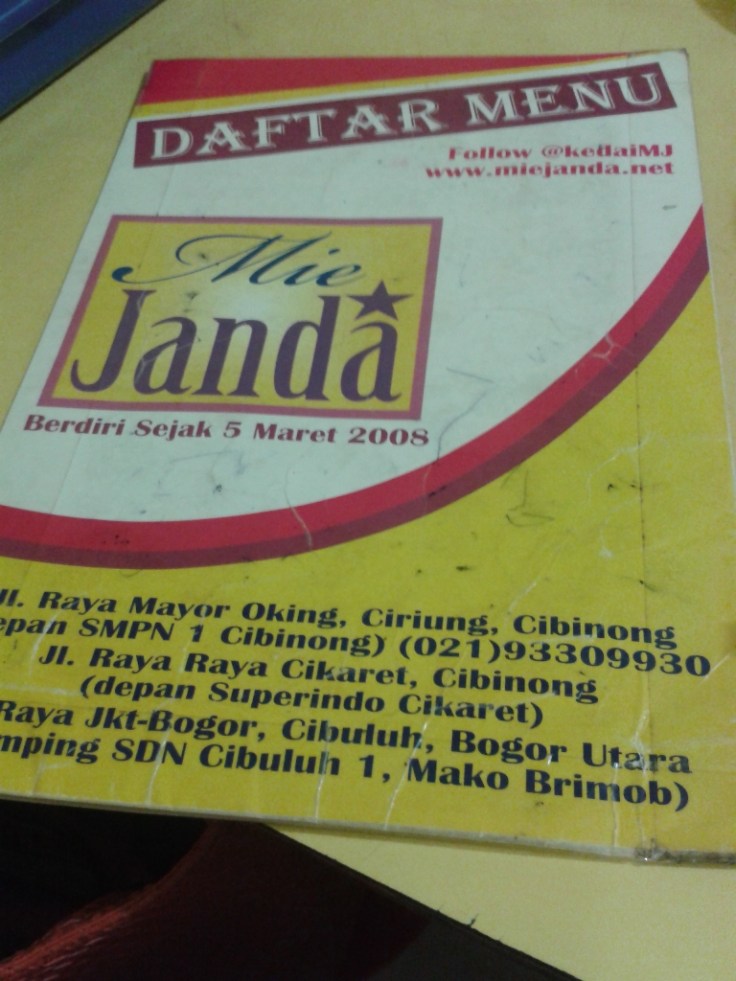 DAFTAR MENU
Follow @kedaiMJ
www.miejanda.net
Mie
Janda
Berdiri Sejak 5 Maret 2008
Jl. Raya Mayor Oking, Ciriung, Cibinong
epan SMPN 1 Cibinong) (021)93309930
Jl. Raya Raya Cikaret, Cibinong
(depan Superindo Cikaret)
Raya Jkt-Bogor, Cibuluh, Bogor Utara
mping SDN Cibuluh 1, Mako Brimob)